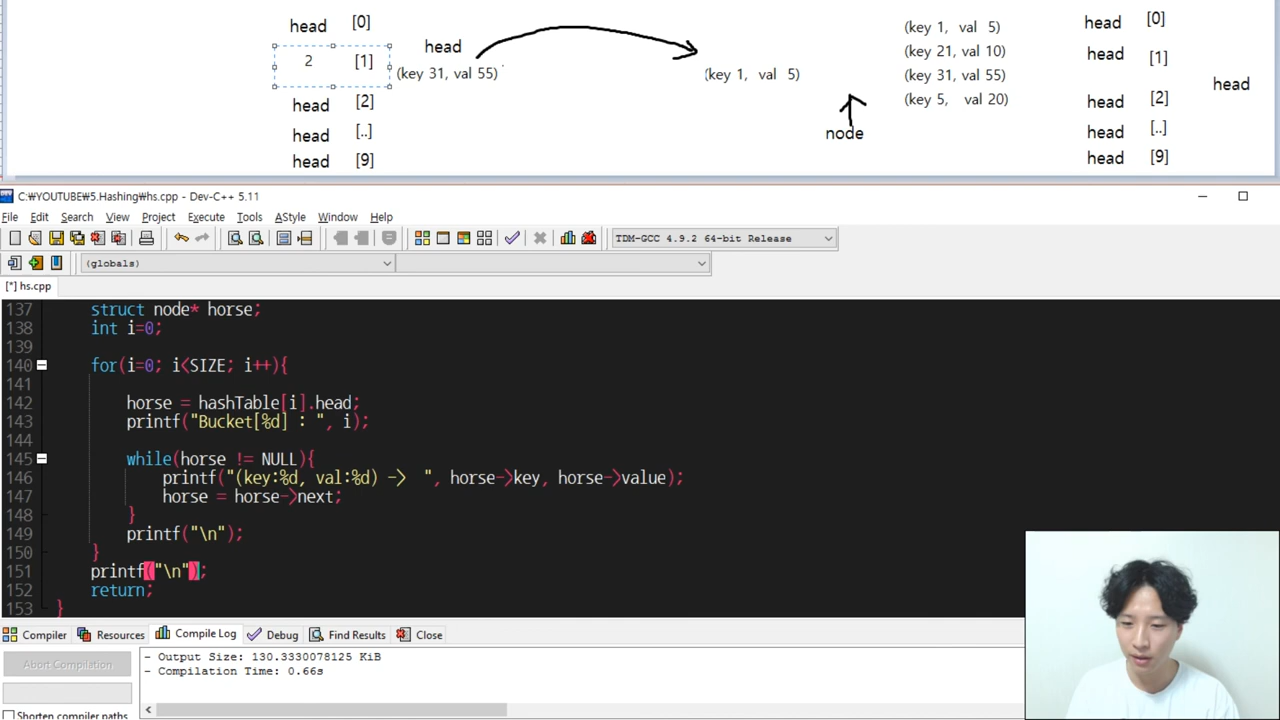 head [0]
2 [1]
head
(key 31, val 55)
head [2]
head [..]
head [9]
(key 1, val 5)
node
(key 1, val 5)
(key 21, val 10)
(key 31, val 55)
(key 5, val 20)
head [0]
head [1]
head [2]
head [..]
head [9]
head
C:₩YOUTUBE₩5.Hashing₩hs.cpp - Dev-C++ 5.11
File Edit Search View Project Execute Tools AStyle Window Help
TDM-GCC 4.9.2 64-bit Release
(globals)
[*] hs.cpp
137 struct node* horse;
138 int i=0;
139
140 for(i=0; i<SIZE; i++){
141
142 horse = hashTable[i].head;
143 printf("Bucket[%d] : ", i);
144
145 while(horse != NULL){
146 printf("(key:%d, val:%d) ->  ", horse->key, horse->value);
147 horse = horse->next;
148 }
149 printf("\n");
150 }
151 printf("\n");
152 return;
153 }
Compiler Resources Compile Log Debug Find Results Close
Abort Compilation
Shorten compiler paths
- Output Size: 130.3330078125 KiB
- Compilation Time: 0.66s